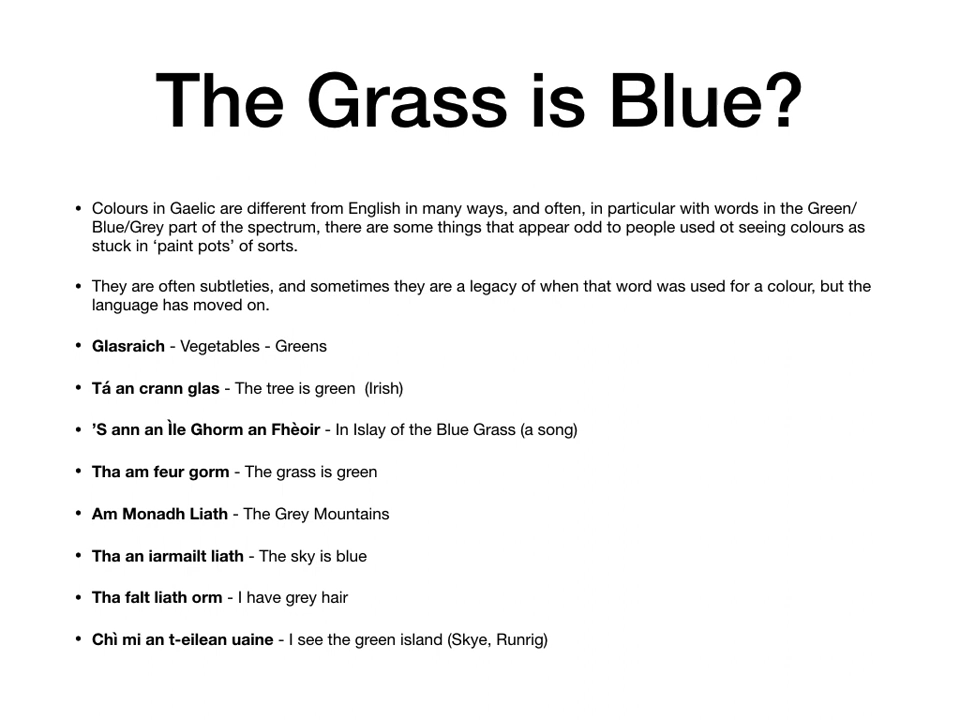 The Grass is Blue?
• Colours in Gaelic are different from English in many ways, and often, in particular with words in the Green/
Blue/Grey part of the spectrum, there are some things that appear odd to people used ot seeing colours as
stuck in ‘paint pots’ of sorts.
• They are often subtleties, and sometimes they are a legacy of when that word was used for a colour, but the
language has moved on.
• Glasraich - Vegetables - Greens
• Tá an crann glas - The tree is green (Irish)
• ’S ann an Ìle Ghorm an Fhèoir - In Islay of the Blue Grass (a song)
• Tha am feur gorm - The grass is green
• Am Monadh Liath - The Grey Mountains
• Tha an iarmailt liath - The sky is blue
• Tha falt liath orm - I have grey hair
• Chì mi an t-eilean uaine - I see the green island (Skye, Runrig)